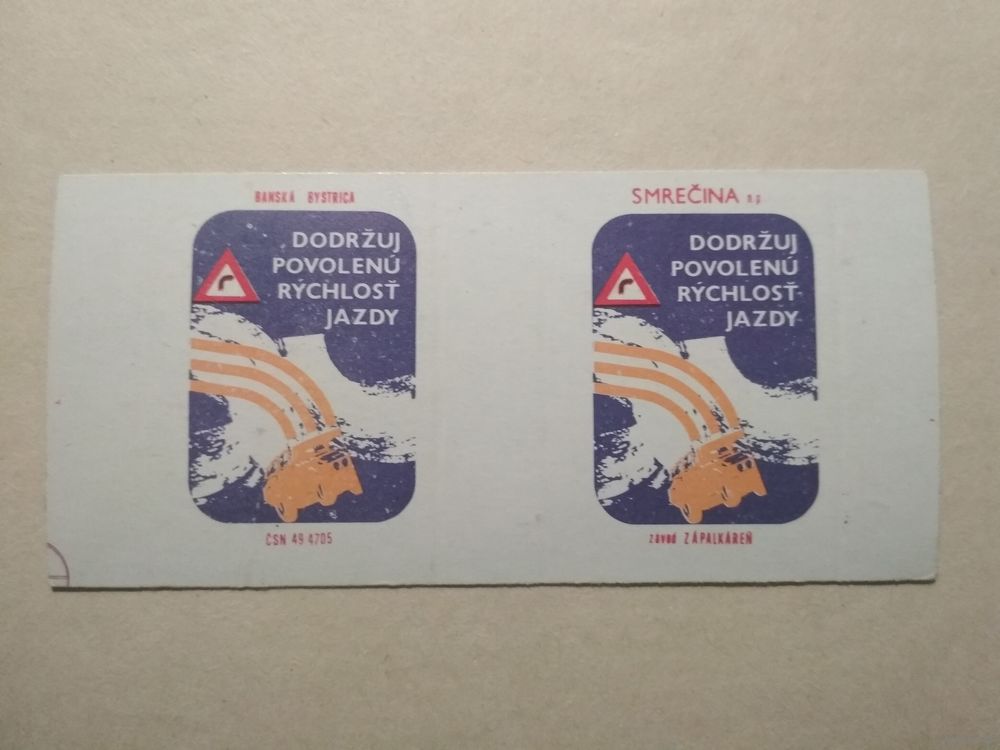 BANSKÁ BYSTRICA
DODRŽUJ
POVOLENÚ
RÝCHLOSŤ
JAZDY
ČSN 49 4705
SMREČINA n.p.
DODRŽUJ
POVOLENÚ
RÝCHLOSŤ
JAZDY
závod ZÁPALKÁREŇ